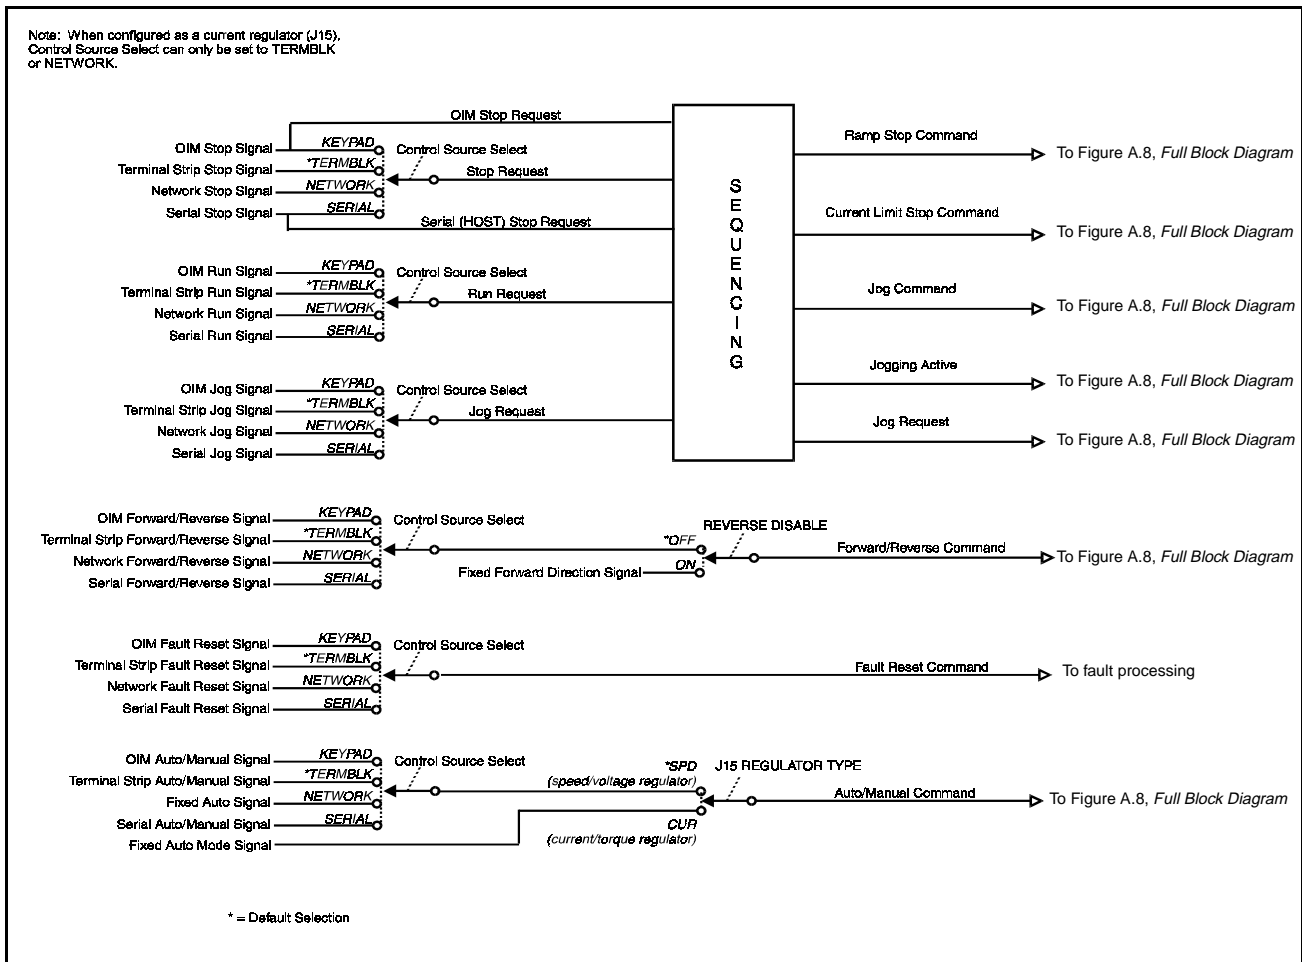 Note: When configured as a current regulator (J15),
Control Source Select can only be set to TERMBLK
or NETWORK.
OIM Stop Request
OIM Stop Signal KEYPAD
Terminal Strip Stop Signal *TERMBLK
Network Stop Signal NETWORK
Serial Stop Signal SERIAL
Control Source Select
Stop Request
Serial (HOST) Stop Request
OIM Run Signal KEYPAD
Terminal Strip Run Signal *TERMBLK
Network Run Signal NETWORK
Serial Run Signal SERIAL
Control Source Select
Run Request
OIM Jog Signal KEYPAD
Terminal Strip Jog Signal *TERMBLK
Network Jog Signal NETWORK
Serial Jog Signal SERIAL
Control Source Select
Jog Request
SEQUENCING
Ramp Stop Command
To Figure A.8, Full Block Diagram
Current Limit Stop Command
To Figure A.8, Full Block Diagram
Jog Command
To Figure A.8, Full Block Diagram
Jogging Active
To Figure A.8, Full Block Diagram
Jog Request
To Figure A.8, Full Block Diagram
OIM Forward/Reverse Signal KEYPAD
Terminal Strip Forward/Reverse Signal *TERMBLK
Network Forward/Reverse Signal NETWORK
Serial Forward/Reverse Signal SERIAL
Control Source Select
*OFF
Fixed Forward Direction Signal ON
REVERSE DISABLE
Forward/Reverse Command
To Figure A.8, Full Block Diagram
OIM Fault Reset Signal KEYPAD
Terminal Strip Fault Reset Signal *TERMBLK
Network Fault Reset Signal NETWORK
Serial Fault Reset Signal SERIAL
Control Source Select
Fault Reset Command
To fault processing
OIM Auto/Manual Signal KEYPAD
Terminal Strip Auto/Manual Signal *TERMBLK
Fixed Auto Signal NETWORK
Serial Auto/Manual Signal SERIAL
Fixed Auto Mode Signal
Control Source Select
*SPD
(speed/voltage regulator)
CUR
(current/torque regulator)
J15 REGULATOR TYPE
Auto/Manual Command
To Figure A.8, Full Block Diagram
* = Default Selection